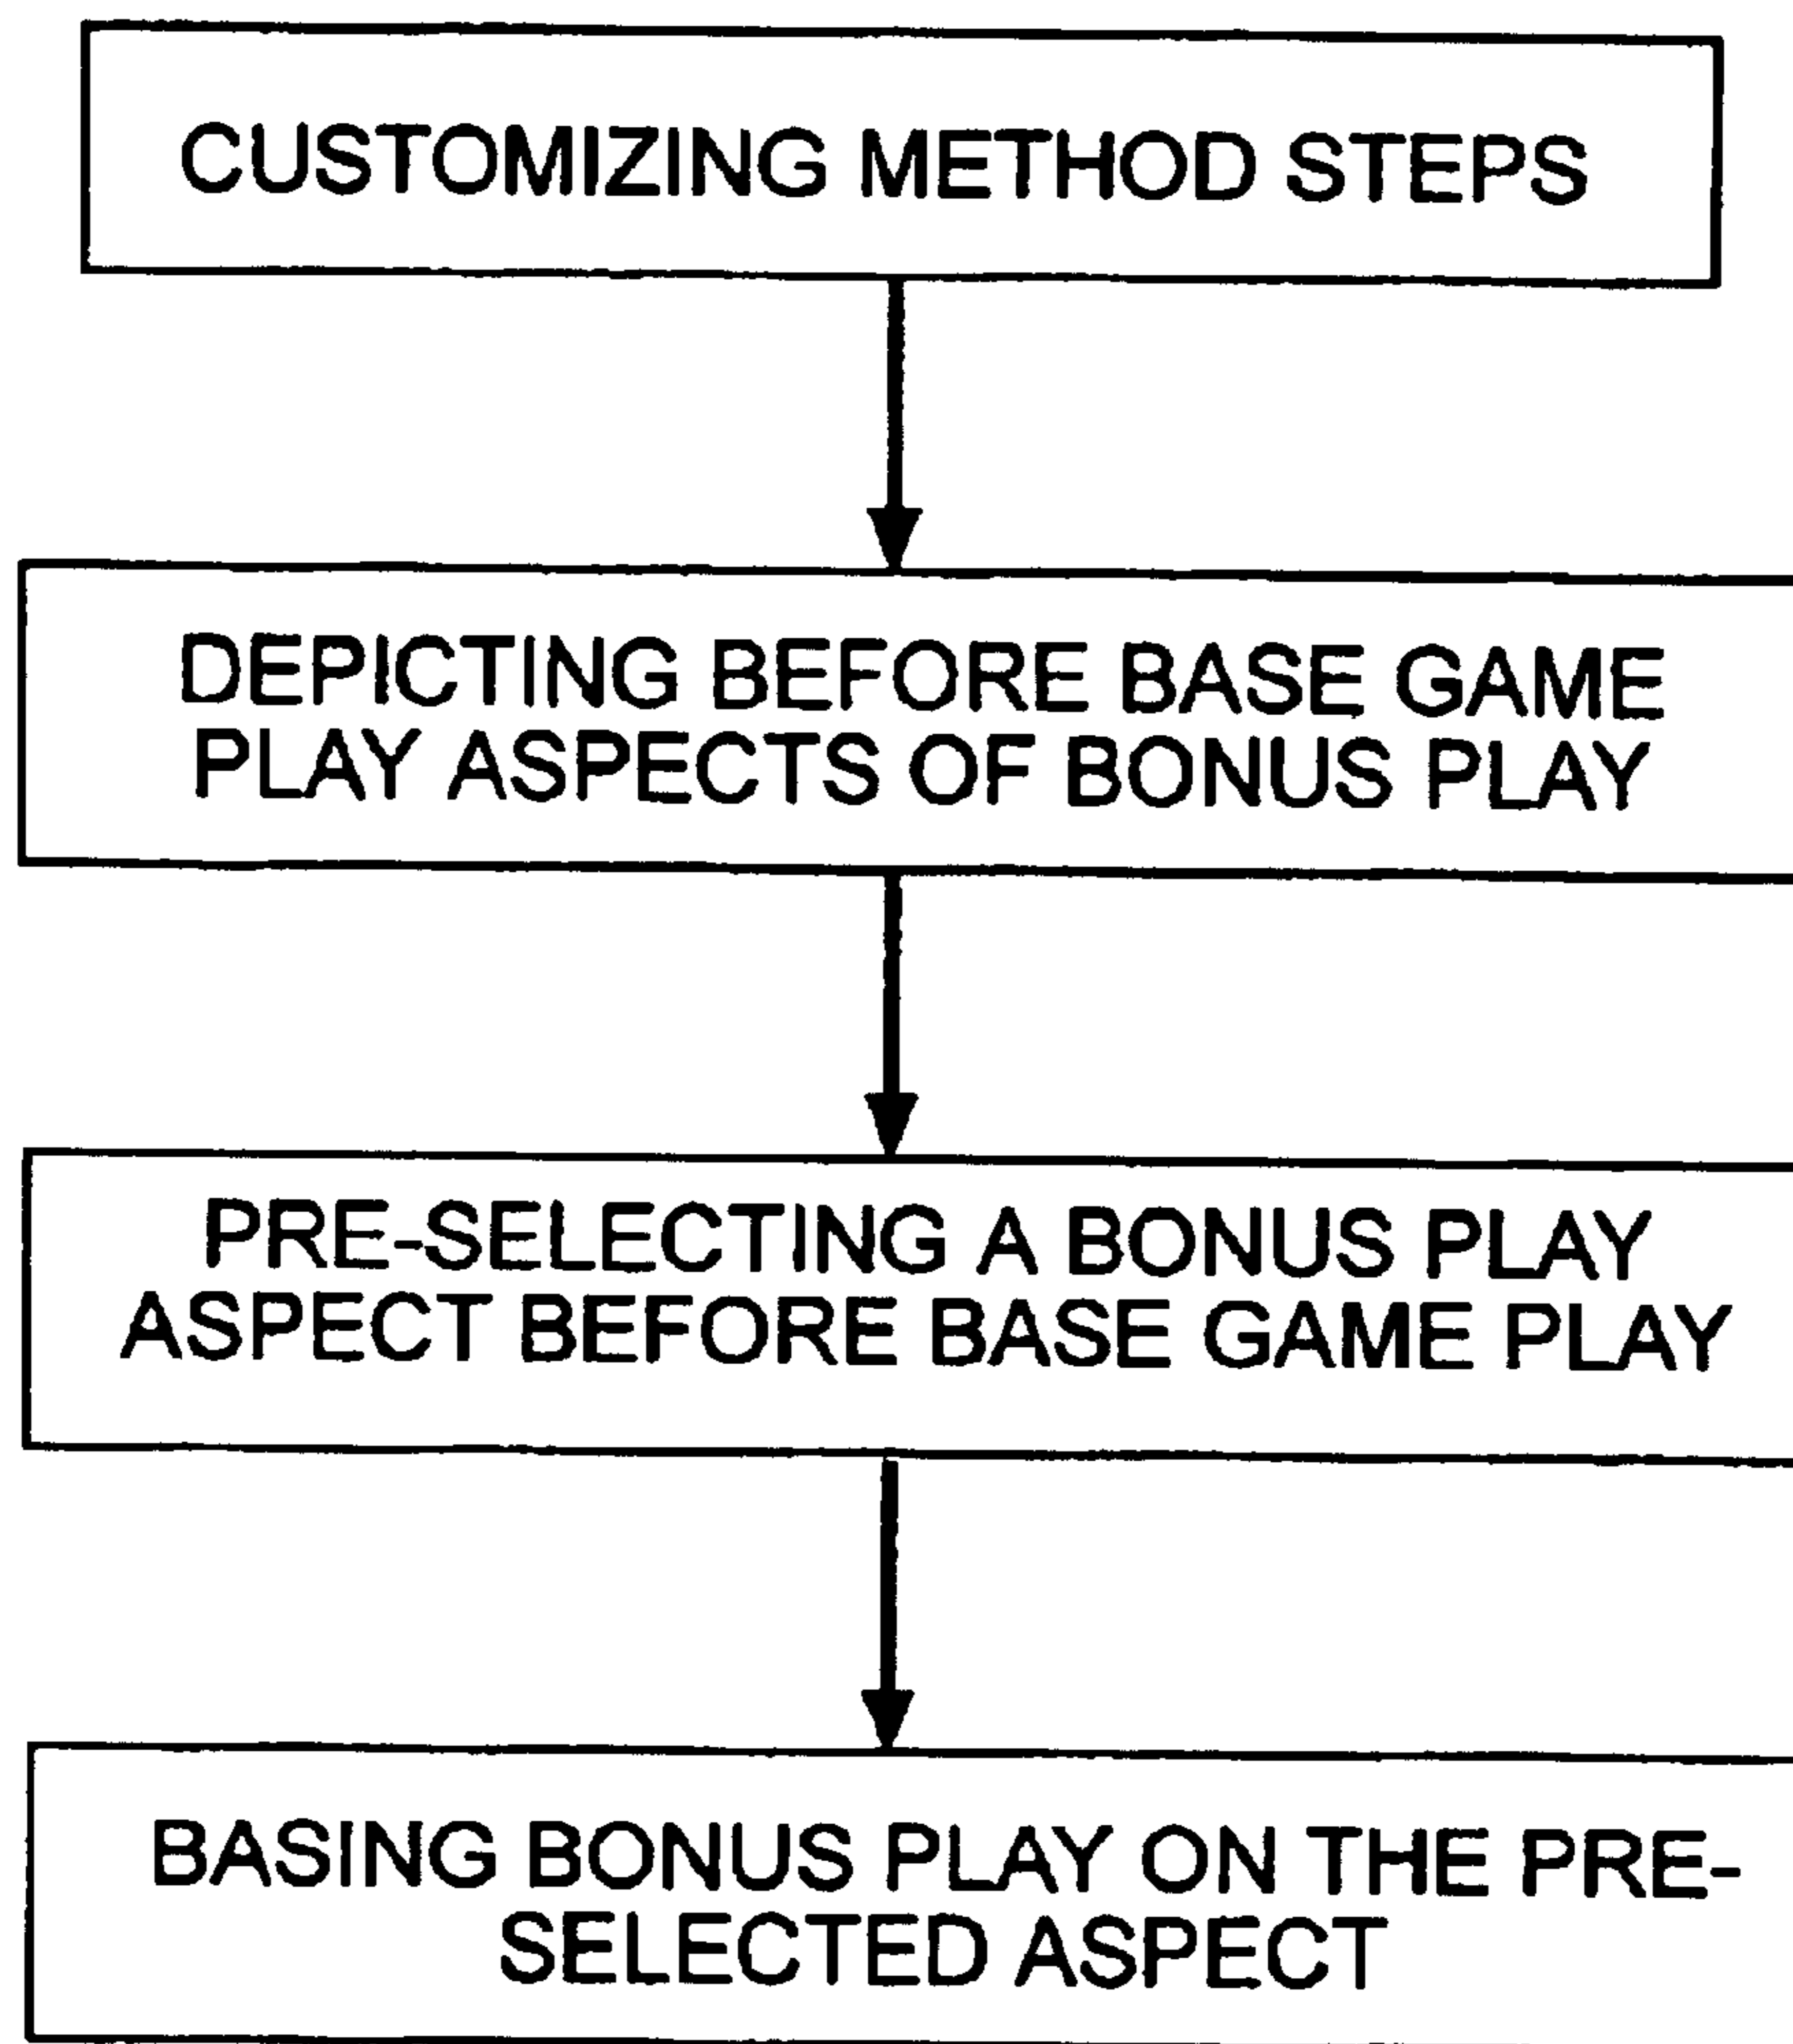 CUSTOMIZING METHOD STEPS
DEPICTING BEFORE BASE GAME
PLAY ASPECTS OF BONUS PLAY
PRE-SELECTING A BONUS PLAY
ASPECT BEFORE BASE GAME PLAY
BASING BONUS PLAY ON THE PRE-
SELECTED ASPECT